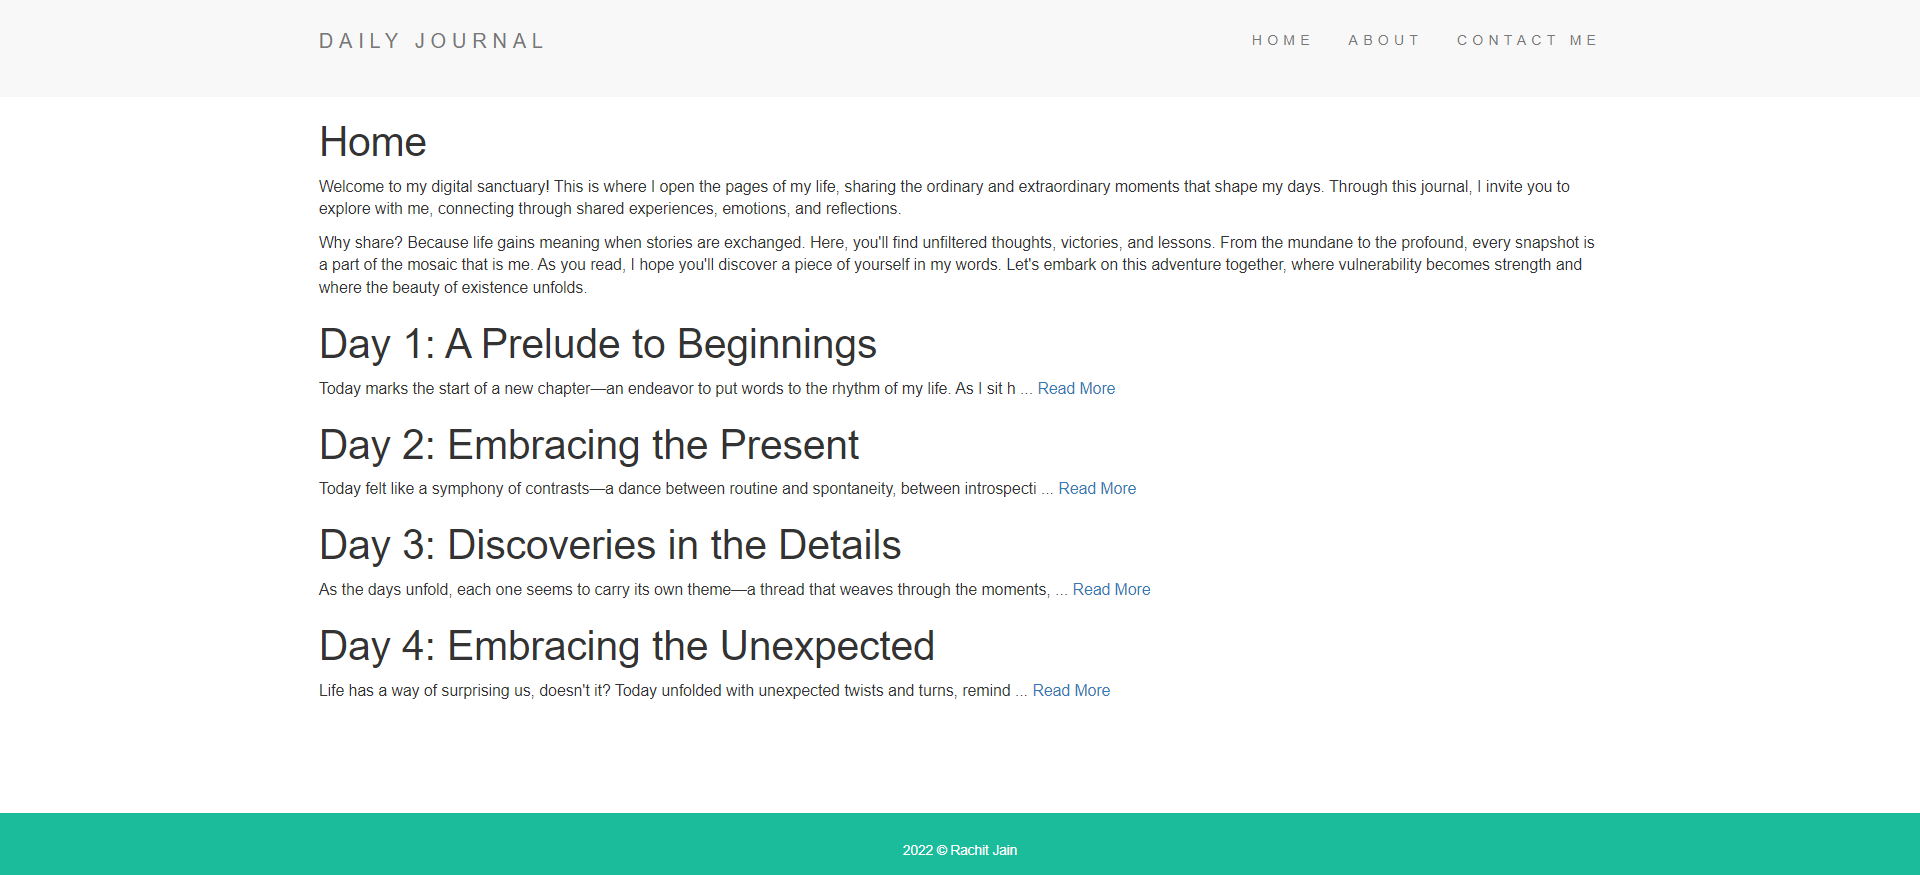 DAILY JOURNAL
HOME ABOUT CONTACT ME
Home
Welcome to my digital sanctuary! This is where I open the pages of my life, sharing the ordinary and extraordinary moments that shape my days. Through this journal, I invite you to
explore with me, connecting through shared experiences, emotions, and reflections.
Why share? Because life gains meaning when stories are exchanged. Here, you'll find unfiltered thoughts, victories, and lessons. From the mundane to the profound, every snapshot is
a part of the mosaic that is me. As you read, I hope you'll discover a piece of yourself in my words. Let's embark on this adventure together, where vulnerability becomes strength and
where the beauty of existence unfolds.
Day 1: A Prelude to Beginnings
Today marks the start of a new chapter—an endeavor to put words to the rhythm of my life. As I sit h ... Read More
Day 2: Embracing the Present
Today felt like a symphony of contrasts—a dance between routine and spontaneity, between introspecti ... Read More
Day 3: Discoveries in the Details
As the days unfold, each one seems to carry its own theme—a thread that weaves through the moments, ... Read More
Day 4: Embracing the Unexpected
Life has a way of surprising us, doesn't it? Today unfolded with unexpected twists and turns, remind ... Read More
2022 © Rachit Jain